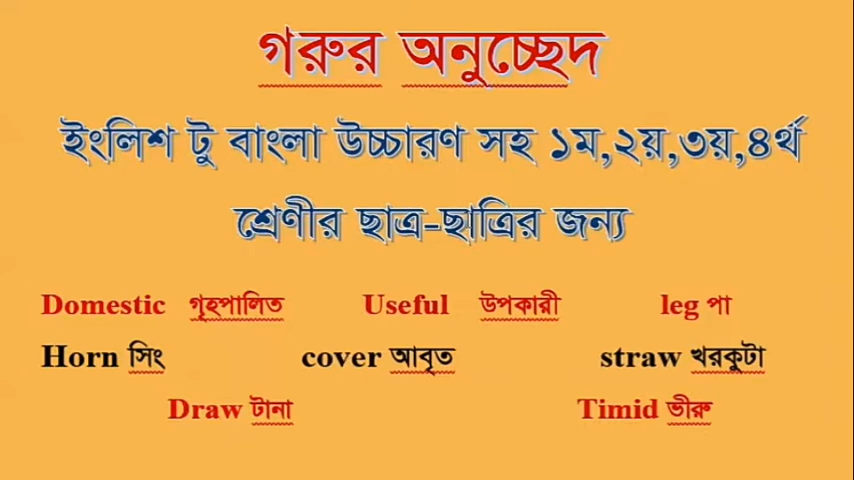 গরুর অনুচ্ছেদ
ইংলিশ টু বাংলা উচ্চারণ সহ ১ম,২য়,৩য়,৪র্থ
শ্রেণীর ছাত্র-ছাত্রির জন্য
Domestic গৃহপালিত Useful উপকারী leg পা
Horn সিং cover আবৃত straw খরকুটা
Draw টানা Timid ভীরু